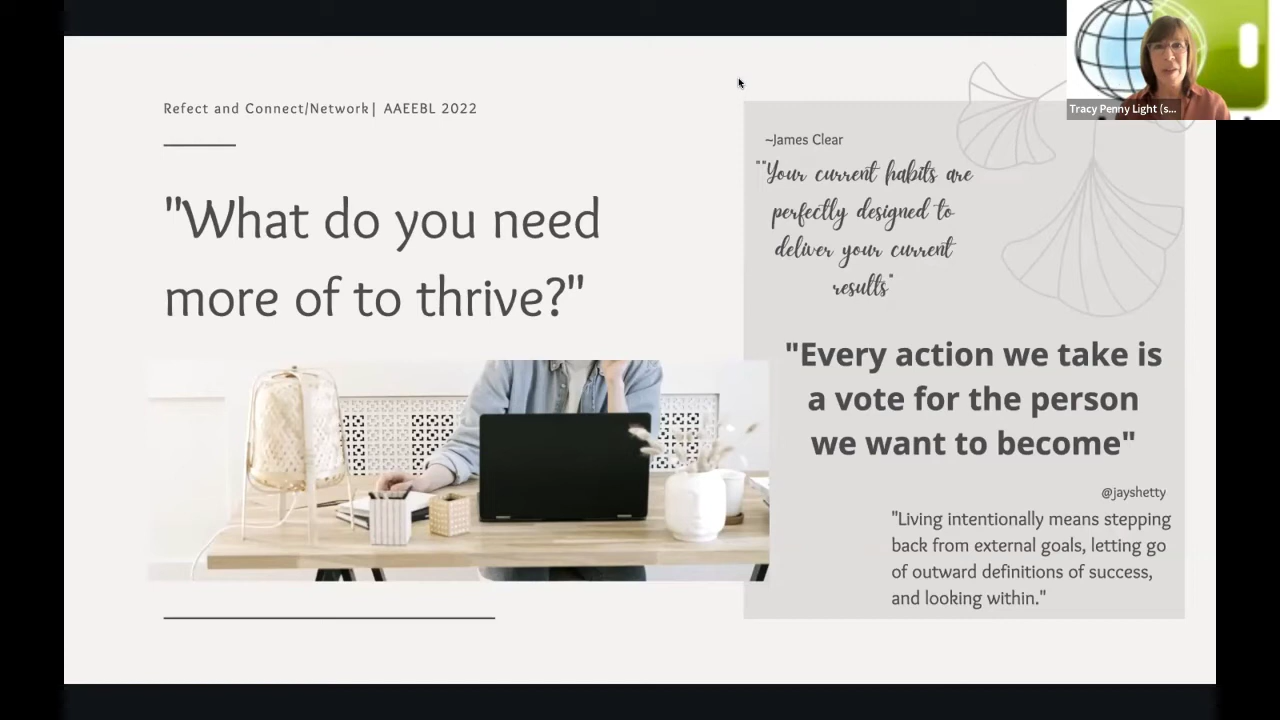 Refect and Connect/Network| AAEEBL 2022
"What do you need
more of to thrive?"
Tracy Penny Light (s...
~James Clear
""Your current habits are
perfectly designed to
deliver your current
results"
"Every action we take is
a vote for the person
we want to become"
@jayshetty
"Living intentionally means stepping
back from external goals, letting go
of outward definitions of success,
and looking within."